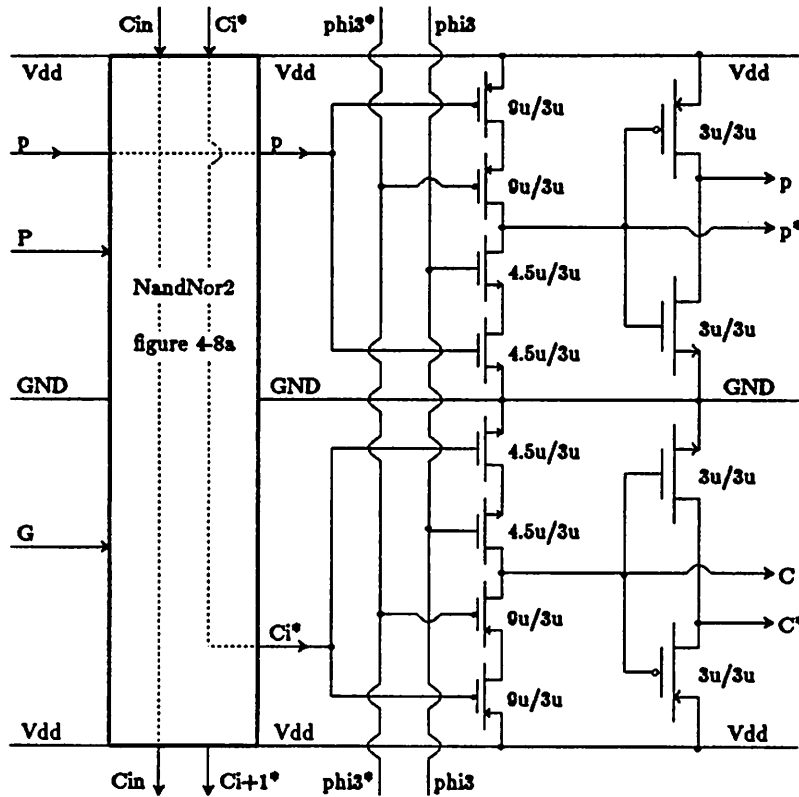 Cin Ci* phi3* phi3
Vdd Vdd Vdd
9u/3u
3u/3u
p p
p
9u/3u
P p*
4.5u/3u
NandNor2
figure 4-8a
3u/3u
4.5u/3u
GND GND GND
4.5u/3u
3u/3u
G 4.5u/3u
C
9u/3u
Ci* C*
3u/3u
9u/3u
Vdd Vdd Vdd
Cin Ci+1* phi3* phi3